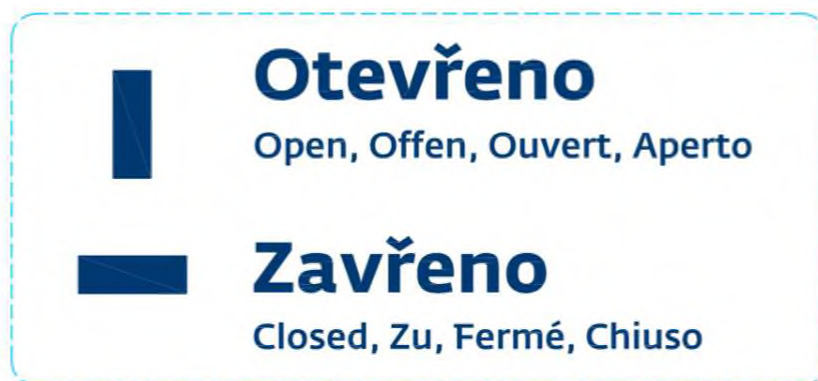 Otevřeno
Open, Offen, Ouvert, Aperto
Zavřeno
Closed, Zu, Fermé, Chiuso